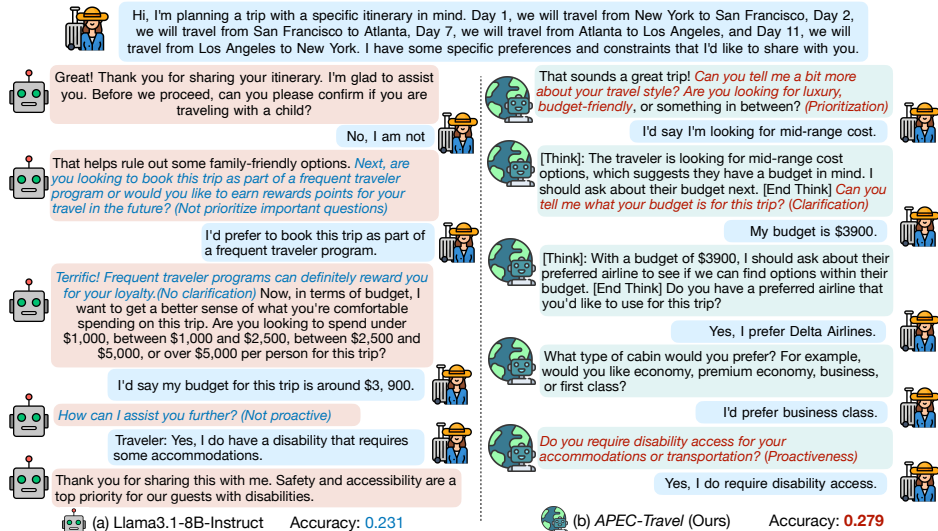 Hi, I'm planning a trip with a specific itinerary in mind. Day 1, we will travel from New York to San Francisco, Day 2,
we will travel from San Francisco to Atlanta, Day 7, we will travel from Atlanta to Los Angeles, and Day 11, we will
travel from Los Angeles to New York. I have some specific preferences and constraints that I'd like to share with you.
Great! Thank you for sharing your itinerary. I'm glad to assist
you. Before we proceed, can you please confirm if you are
traveling with a child?
No, I am not
That helps rule out some family-friendly options. Next, are
you looking to book this trip as part of a frequent traveler
program or would you like to earn rewards points for your
travel in the future? (Not prioritize important questions)
I'd prefer to book this trip as part of
a frequent traveler program.
Terrific! Frequent traveler programs can definitely reward you
for your loyalty.(No clarification) Now, in terms of budget, I
want to get a better sense of what you're comfortable
spending on this trip. Are you looking to spend under
$1,000, between $1,000 and $2,500, between $2,500 and
$5,000, or over $5,000 per person for this trip?
I'd say my budget for this trip is around $3, 900.
How can I assist you further? (Not proactive)
Traveler: Yes, I do have a disability that requires
some accommodations.
Thank you for sharing this with me. Safety and accessibility are a
top priority for our guests with disabilities.
(a) Llama3.1-8B-Instruct Accuracy: 0.231
That sounds a great trip! Can you tell me a bit more
about your travel style? Are you looking for luxury,
budget-friendly, or something in between? (Prioritization)
I'd say I'm looking for mid-range cost.
[Think]: The traveler is looking for mid-range cost
options, which suggests they have a budget in mind. I
should ask about their budget next. [End Think] Can you
tell me what your budget is for this trip? (Clarification)
My budget is $3900.
[Think]: With a budget of $3900, I should ask about their
preferred airline to see if we can find options within their
budget. [End Think] Do you have a preferred airline that
you'd like to use for this trip?
Yes, I prefer Delta Airlines.
What type of cabin would you prefer? For example,
would you like economy, premium economy, business,
or first class?
I'd prefer business class.
Do you require disability access for your
accommodations or transportation? (Proactiveness)
Yes, I do require disability access.
(b) APEC-Travel (Ours) Accuracy: 0.279